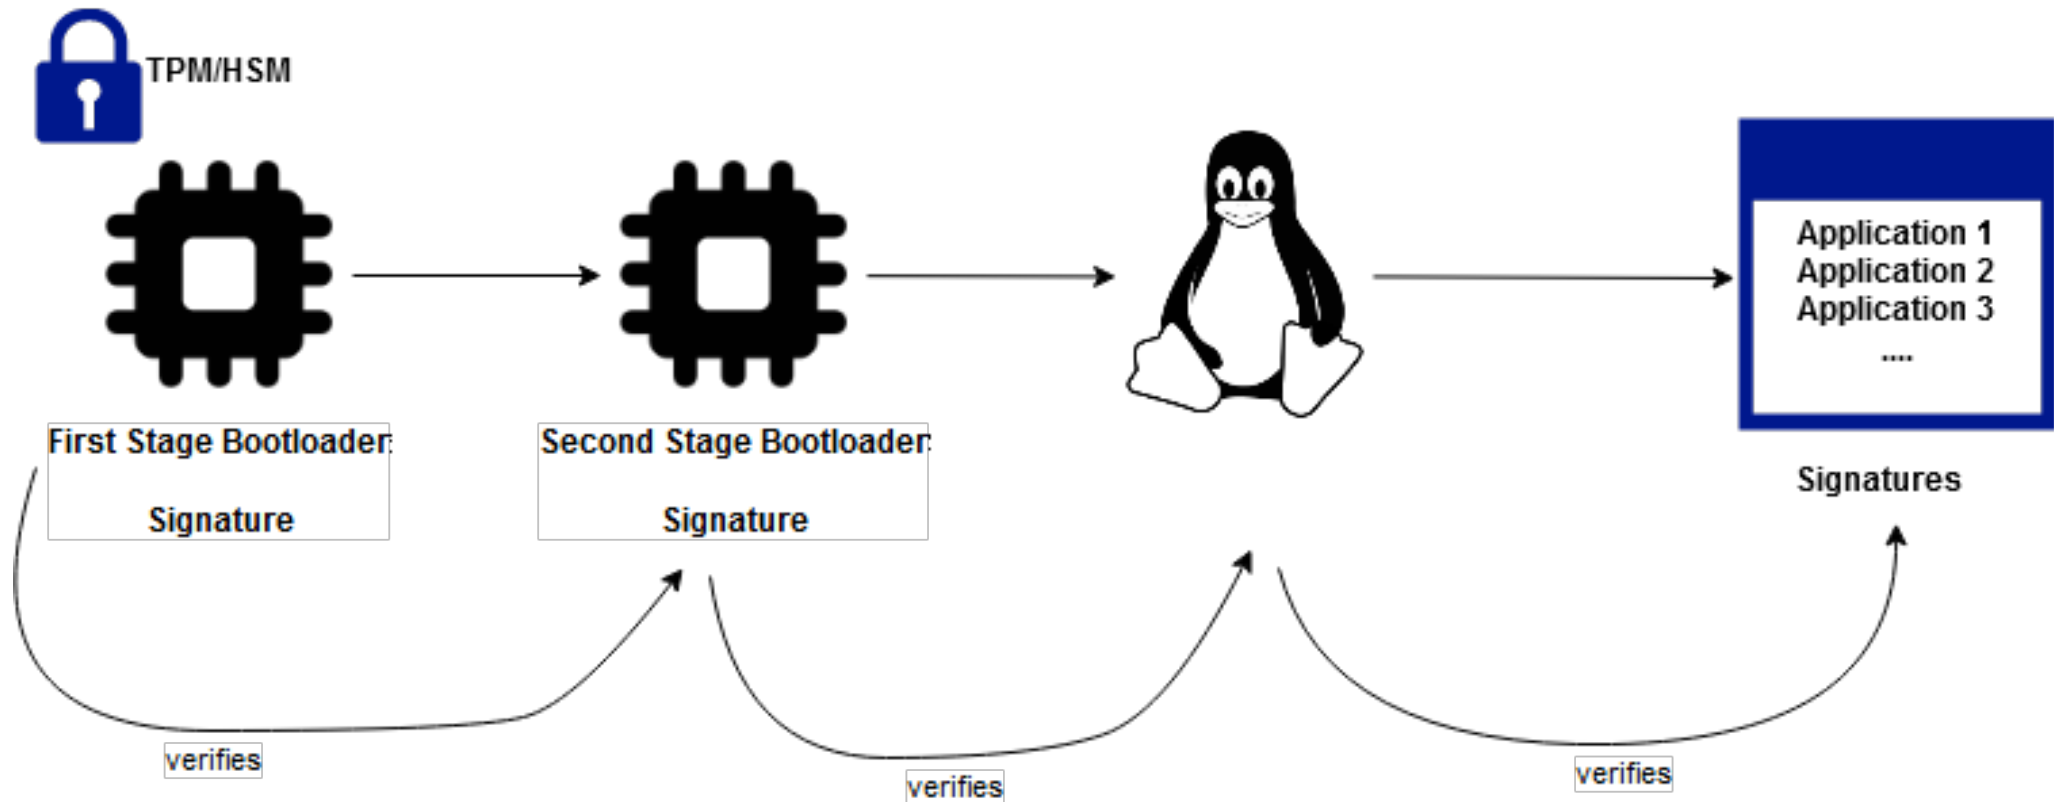 TPM/HSM
First Stage Bootloader:
Signature
Second Stage Bootloader:
Signature
Application 1
Application 2
Application 3
....
Signatures
verifies
verifies
verifies